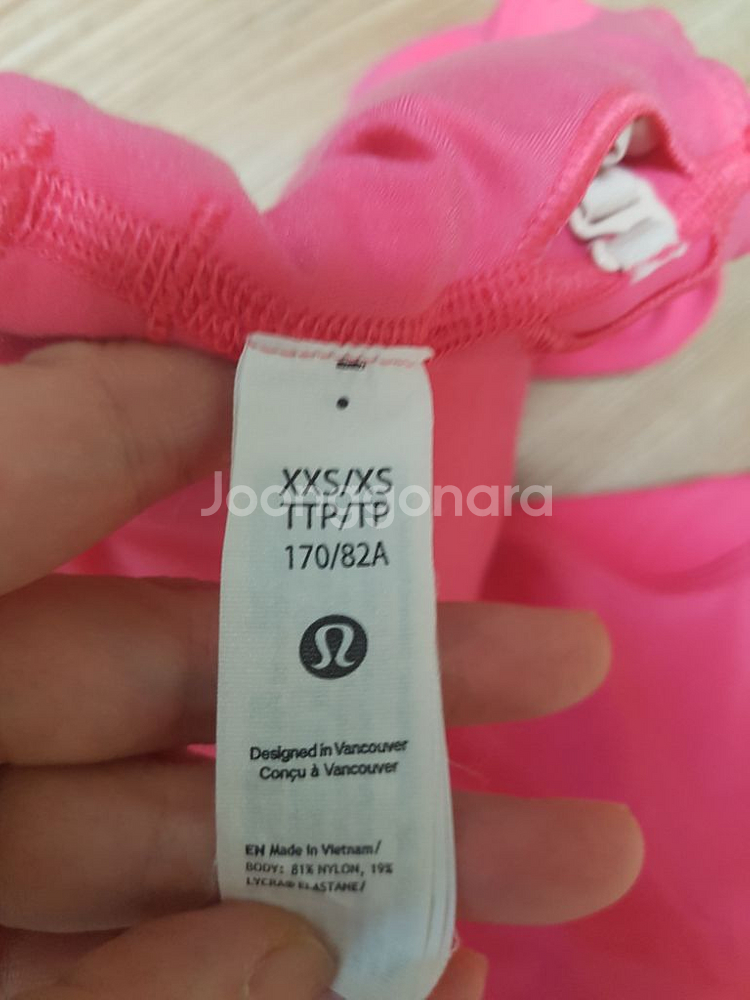 XXS/XS
Joongonara
TTP/TP
170/82A
Designed in Vancouver
Conçu à Vancouver
EN Made in Vietnam/
BODY: 81% NYLON, 19%
LYCRA® ELASTANE/